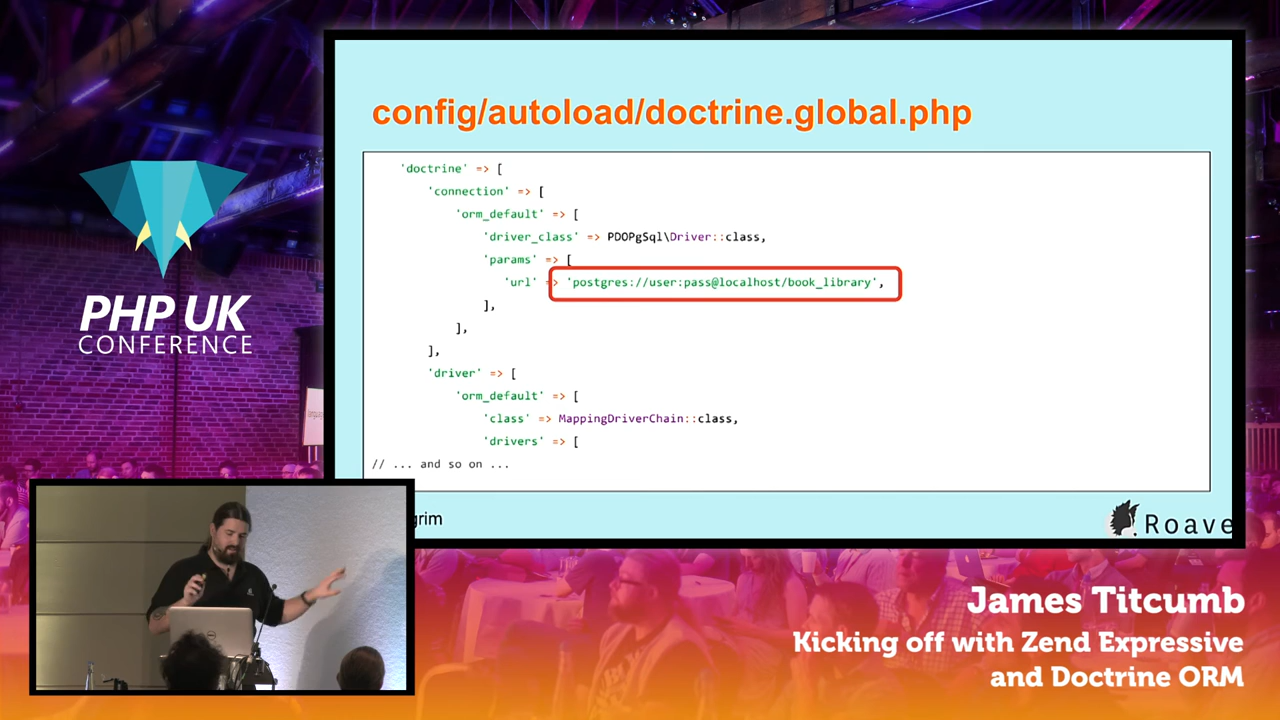 PHP UK
CONFERENCE
config/autoload/doctrine.global.php
'doctrine' => [
'connection' => [
'orm_default' => [
'driver_class' => PDOPgSql\Driver::class,
'params' => [
'url' => 'postgres://user:pass@localhost/book_library',
],
],
],
'driver' => [
'orm_default' => [
'class' => MappingDriverChain::class,
'drivers' => [
// ... and so on ...
grim
Roave
James Titcumb
Kicking off with Zend Expressive
and Doctrine ORM